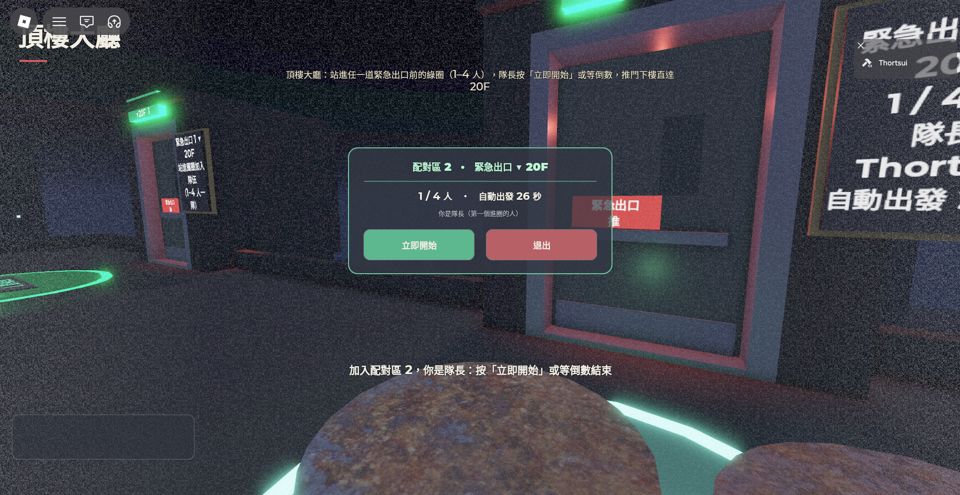 頂樓大廳
頂樓大廳：站進任一道緊急出口前的綠圈（1–4 人），隊長按「立即開始」或等倒數，推門下樓直達
20F
Thortsui
配對區 2 • 緊急出口 ▼ 20F
1 / 4 人 • 自動出發 26 秒
你是隊長（第一個進圈的人）
立即開始
退出
緊急出口 1 ▼
20F
緊急出口
緊急出
20
1 / 4
隊長
Thort
自動出發
加入配對區 2，你是隊長：按「立即開始」或等倒數結束